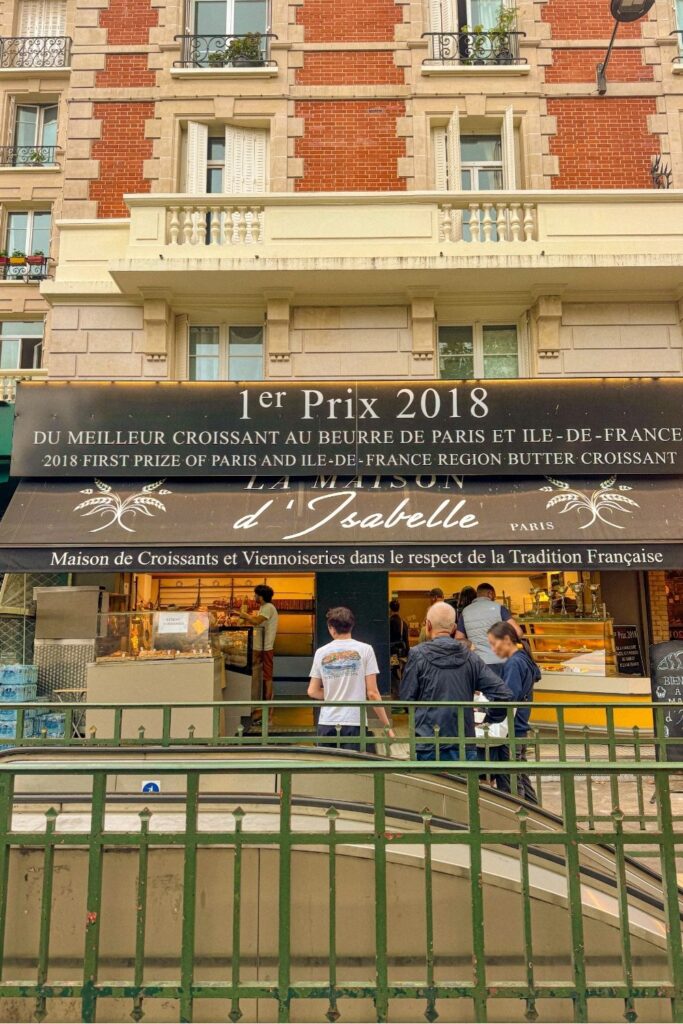 1er Prix 2018
DU MEILLEUR CROISSANT AU BEURRE DE PARIS ET ILE-DE-FRANCE
2018 FIRST PRIZE OF PARIS AND ILE-DE-FRANCE REGION BUTTER CROISSANT
LA MAISON
d'Isabelle PARIS
Maison de Croissants et Viennoiseries dans le respect de la Tradition Française
Prix 2018